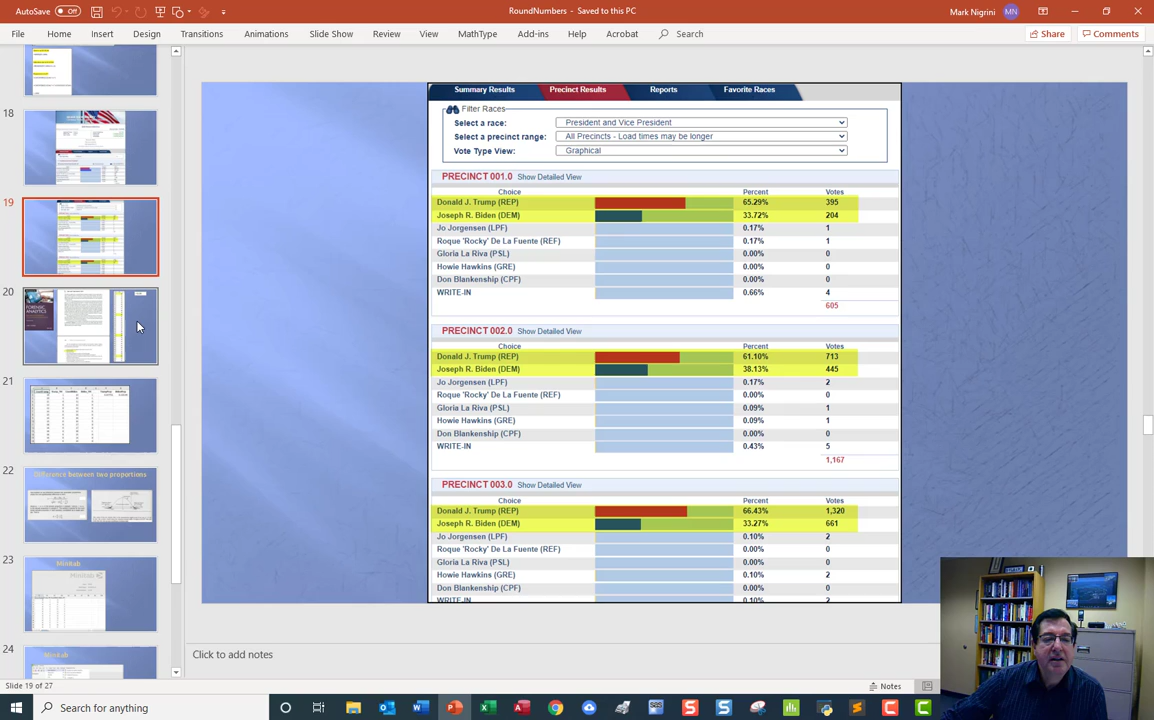 AutoSave Off
RoundNumbers - Saved to this PC
Mark Nigrini MN
File Home Insert Design Transitions Animations Slide Show Review View MathType Add-ins Help Acrobat Search
Share Comments
18
19
20
21
22
Difference between two proportions
23
Minitab
24
Minitab
FORENSIC
ANALYTICS
Summary Results Precinct Results Reports Favorite Races
Filter Races
Select a race: President and Vice President
Select a precinct range: All Precincts - Load times may be longer
Vote Type View: Graphical
PRECINCT 001.0 Show Detailed View
Choice Percent Votes
Donald J. Trump (REP) 65.29% 395
Joseph R. Biden (DEM) 33.72% 204
Jo Jorgensen (LPF) 0.17% 1
Roque 'Rocky' De La Fuente (REF) 0.17% 1
Gloria La Riva (PSL) 0.00% 0
Howie Hawkins (GRE) 0.00% 0
Don Blankenship (CPF) 0.00% 0
WRITE-IN 0.66% 4
605
PRECINCT 002.0 Show Detailed View
Choice Percent Votes
Donald J. Trump (REP) 61.10% 713
Joseph R. Biden (DEM) 38.13% 445
Jo Jorgensen (LPF) 0.17% 2
Roque 'Rocky' De La Fuente (REF) 0.00% 0
Gloria La Riva (PSL) 0.09% 1
Howie Hawkins (GRE) 0.09% 1
Don Blankenship (CPF) 0.00% 0
WRITE-IN 0.43% 5
1,167
PRECINCT 003.0 Show Detailed View
Choice Percent Votes
Donald J. Trump (REP) 66.43% 1,320
Joseph R. Biden (DEM) 33.27% 661
Jo Jorgensen (LPF) 0.10% 2
Roque 'Rocky' De La Fuente (REF) 0.00% 0
Gloria La Riva (PSL) 0.00% 0
Howie Hawkins (GRE) 0.10% 2
Don Blankenship (CPF) 0.00% 0
WRITE-IN 0.10% 2
Click to add notes
Slide 19 of 27
Notes
Search for anything